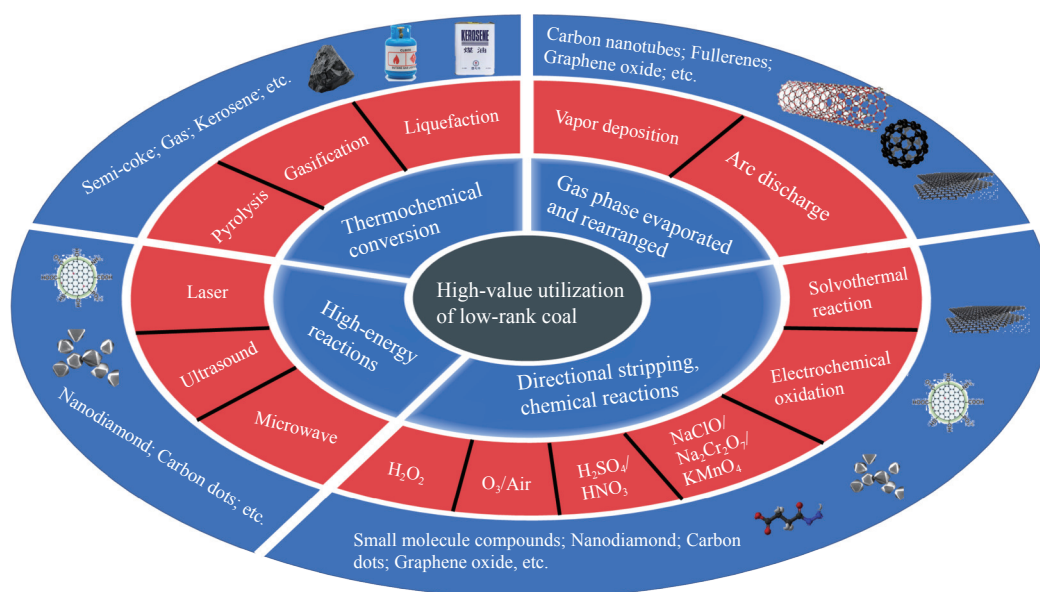 Semi-coke; Gas; Kerosene; etc.
KEROSENE
煤 油
Carbon nanotubes; Fullerenes;
Graphene oxide; etc.
Pyrolysis
Gasification
Liquefaction
Vapor deposition
Arc discharge
Thermochemical
conversion
Gas phase evaporated
and rearranged
High-value utilization
of low-rank coal
High-energy
reactions
Directional stripping,
chemical reactions
Laser
Ultrasound
Microwave
H₂O₂
O₃/Air
H₂SO₄/
HNO₃
NaClO/
Na₂Cr₂O₇/
KMnO₄
Electrochemical
oxidation
Solvothermal
reaction
Nanodiamond; Carbon dots; etc.
Small molecule compounds; Nanodiamond; Carbon
dots; Graphene oxide, etc.